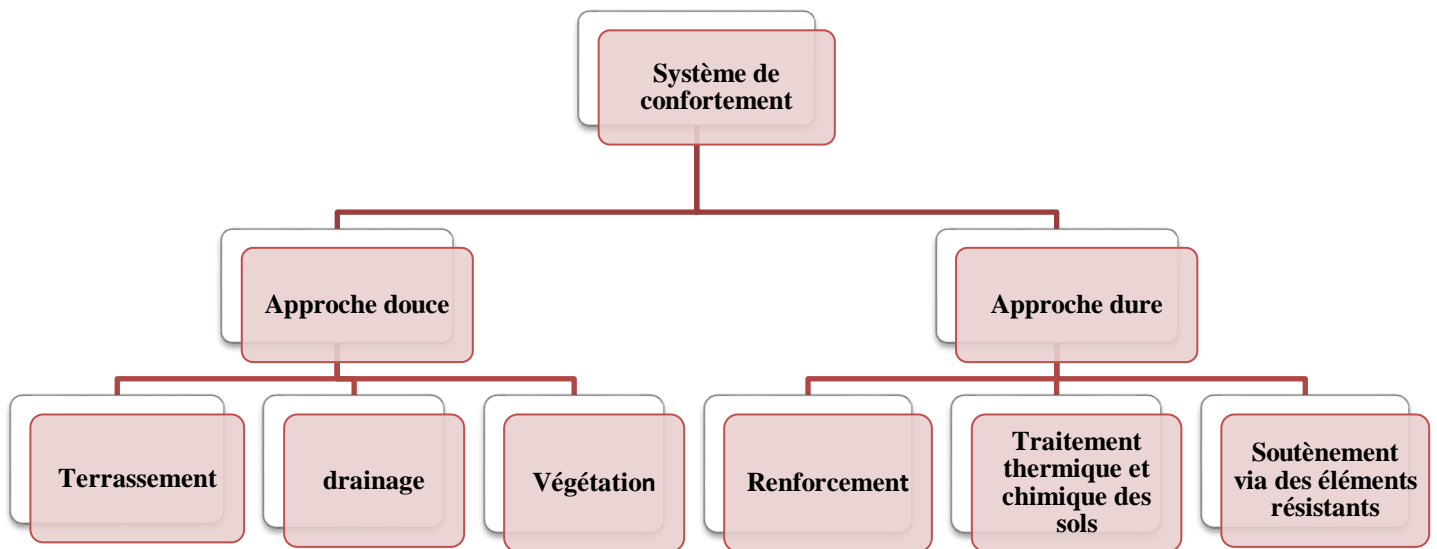 Système de
confortement
Approche douce
Approche dure
Terrassement
drainage
Végétation
Renforcement
Traitement
thermique et
chimique des
sols
Soutènement
via des éléments
résistants